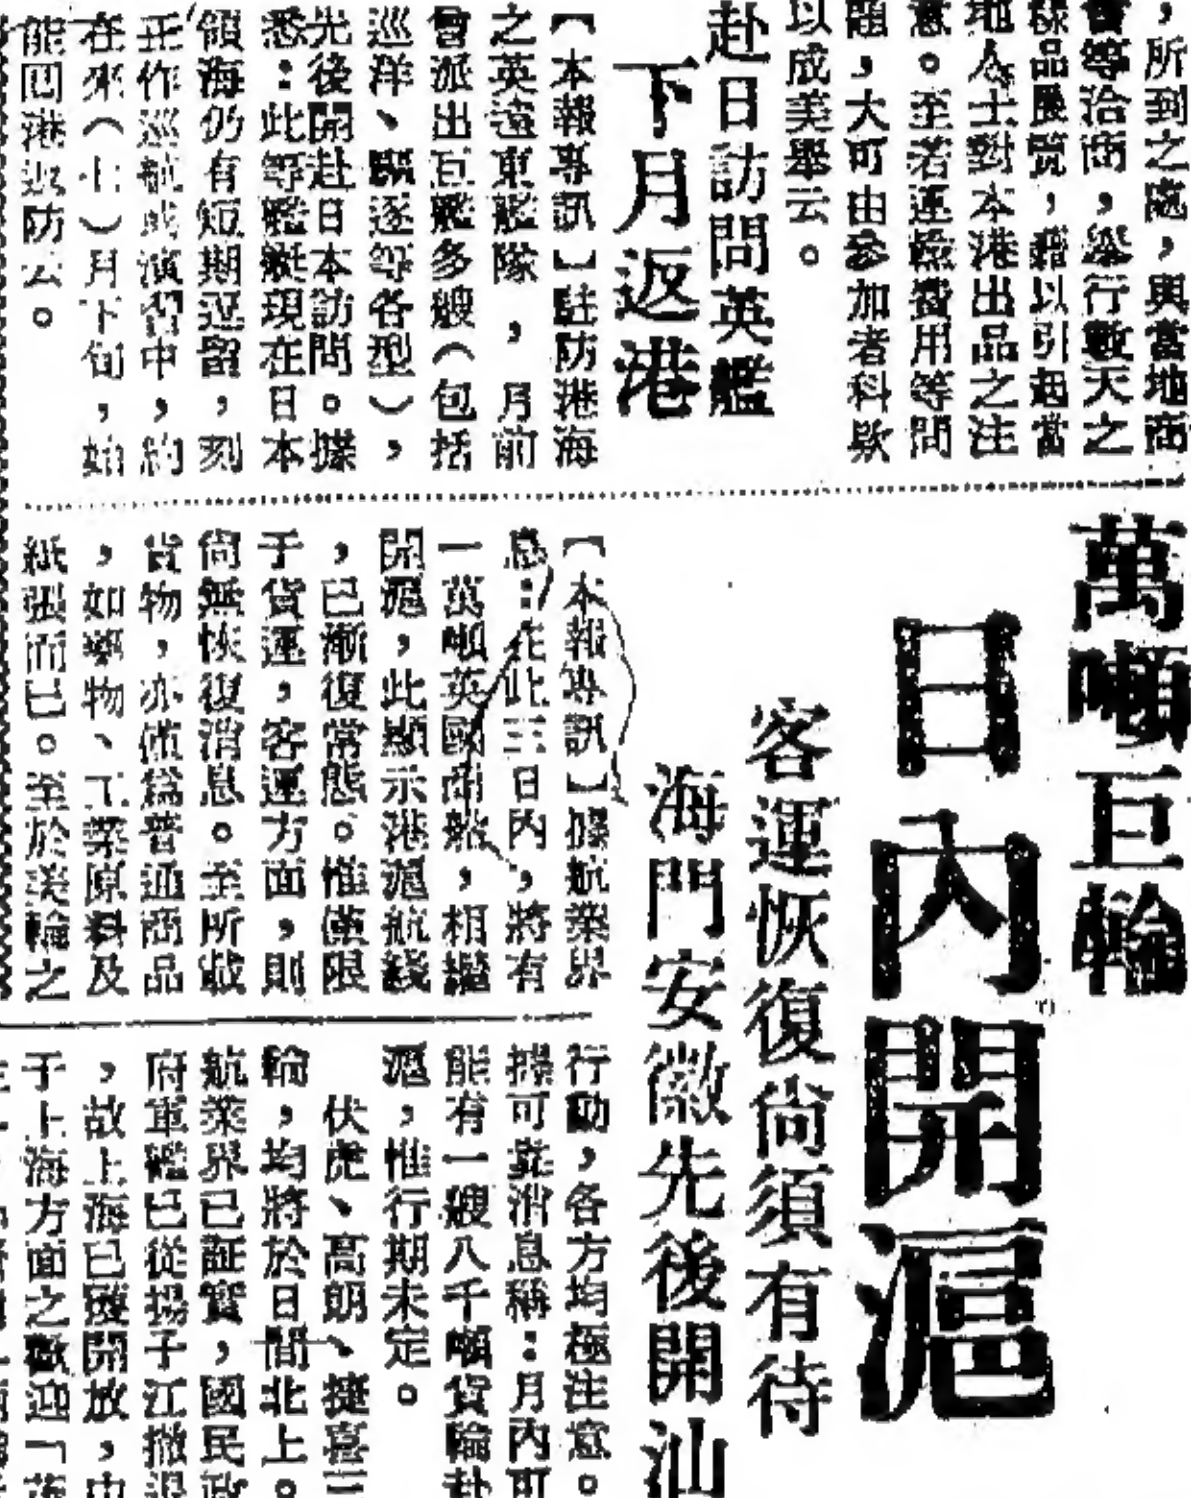 ，所到之處，與當地商
會等洽商，舉行數天之
樣品展覽，藉以引起當
地人士對本港出品之注
意。至若運輸費用等問
題，大可由參加者科欵
以成美舉云。
赴日訪問英艦
下月返港
【本報專訊】駐防港海
之英遠東艦隊，月前
曾派出互艦多艘（包括
巡洋、驅逐等各型），
先後開赴日本訪問。據
悉：此等艦艇現在日本
領海仍有短期逗留，刻
正作巡航或演習中，約
在來（七）月下旬，始
能回港返防云。
萬噸巨輪
日內開滬
客運恢復尚須有待
海門安徽先後開汕
【本報專訊】據航業界
息：在此三日內，將有
一萬噸英國商船，相繼
開滬，此顯示港滬航綫
，已漸復常態。惟僅限
于貨運，客運方面，則
尚無恢復消息。至所載
貨物，亦僅為普通商品
，如藥物、工業原料及
紙張而已。至於美輪之
行動，各方均極注意。
據可靠消息稱：月內可
能有一艘八千噸貨輪赴
滬，惟行期未定。
伏虎、高朗、捷喜三
輪，均將於日間北上。
航業界已証實，國民政
府軍艦已從揚子江撤退
，故上海已獲開放，由
于上海方面之歡迎「